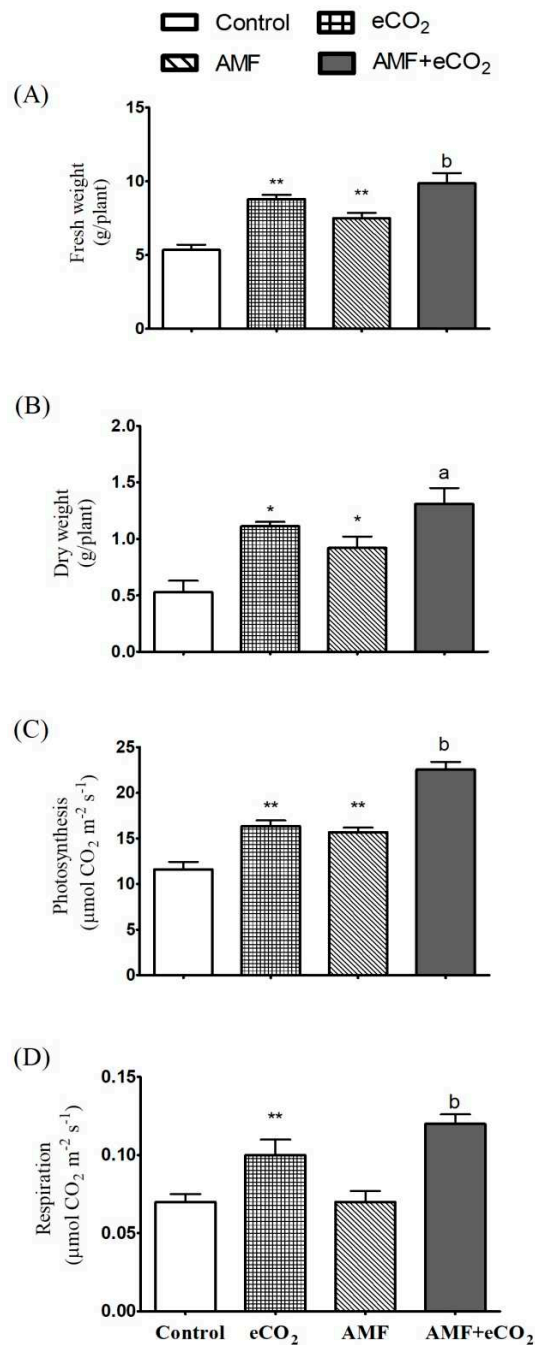 Control eCO₂
AMF AMF+eCO₂
(A)
Fresh weight
(g/plant)
15
10
5
0
**
**
b
(B)
Dry weight
(g/plant)
2.0
1.5
1.0
0.5
0.0
*
*
a
(C)
Photosynthesis
(µmol CO₂ m⁻² s⁻¹)
25
20
15
10
5
0
**
**
b
(D)
Respiration
(µmol CO₂ m⁻² s⁻¹)
0.15
0.10
0.05
0.00
**
b
Control eCO₂ AMF AMF+eCO₂